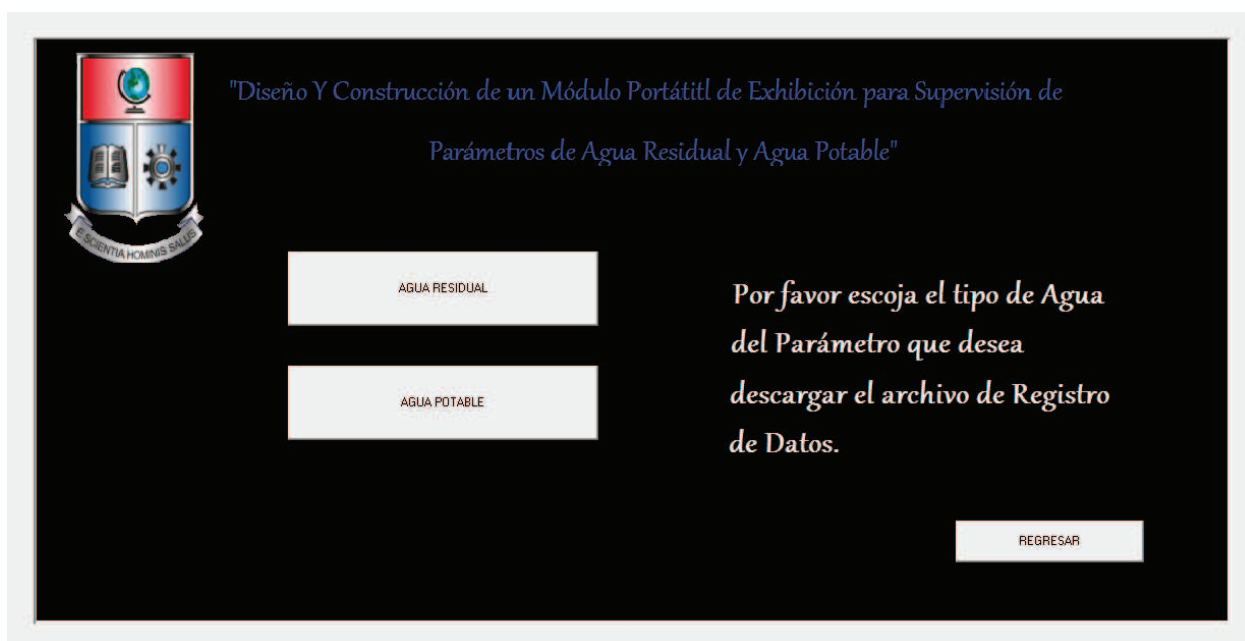 "Diseño Y Construcción de un Módulo Portátitl de Exhibición para Supervisión de
Parámetros de Agua Residual y Agua Potable"
E SCIENTIA HOMINIS SALUS
AGUA RESIDUAL
AGUA POTABLE
Por favor escoja el tipo de Agua
del Parámetro que desea
descargar el archivo de Registro
de Datos.
REGRESAR